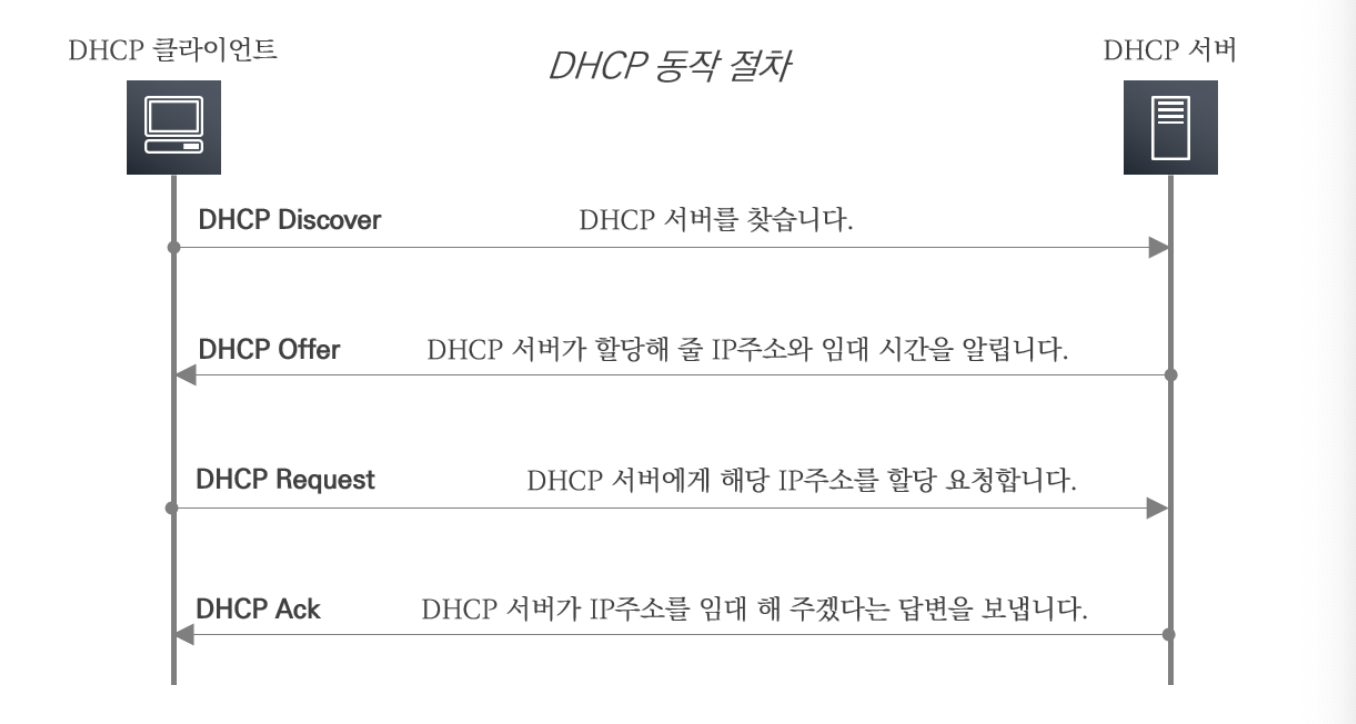 DHCP 클라이언트
DHCP 동작 절차
DHCP 서버
DHCP Discover DHCP 서버를 찾습니다.
DHCP Offer DHCP 서버가 할당해 줄 IP주소와 임대 시간을 알립니다.
DHCP Request DHCP 서버에게 해당 IP주소를 할당 요청합니다.
DHCP Ack DHCP 서버가 IP주소를 임대 해 주겠다는 답변을 보냅니다.